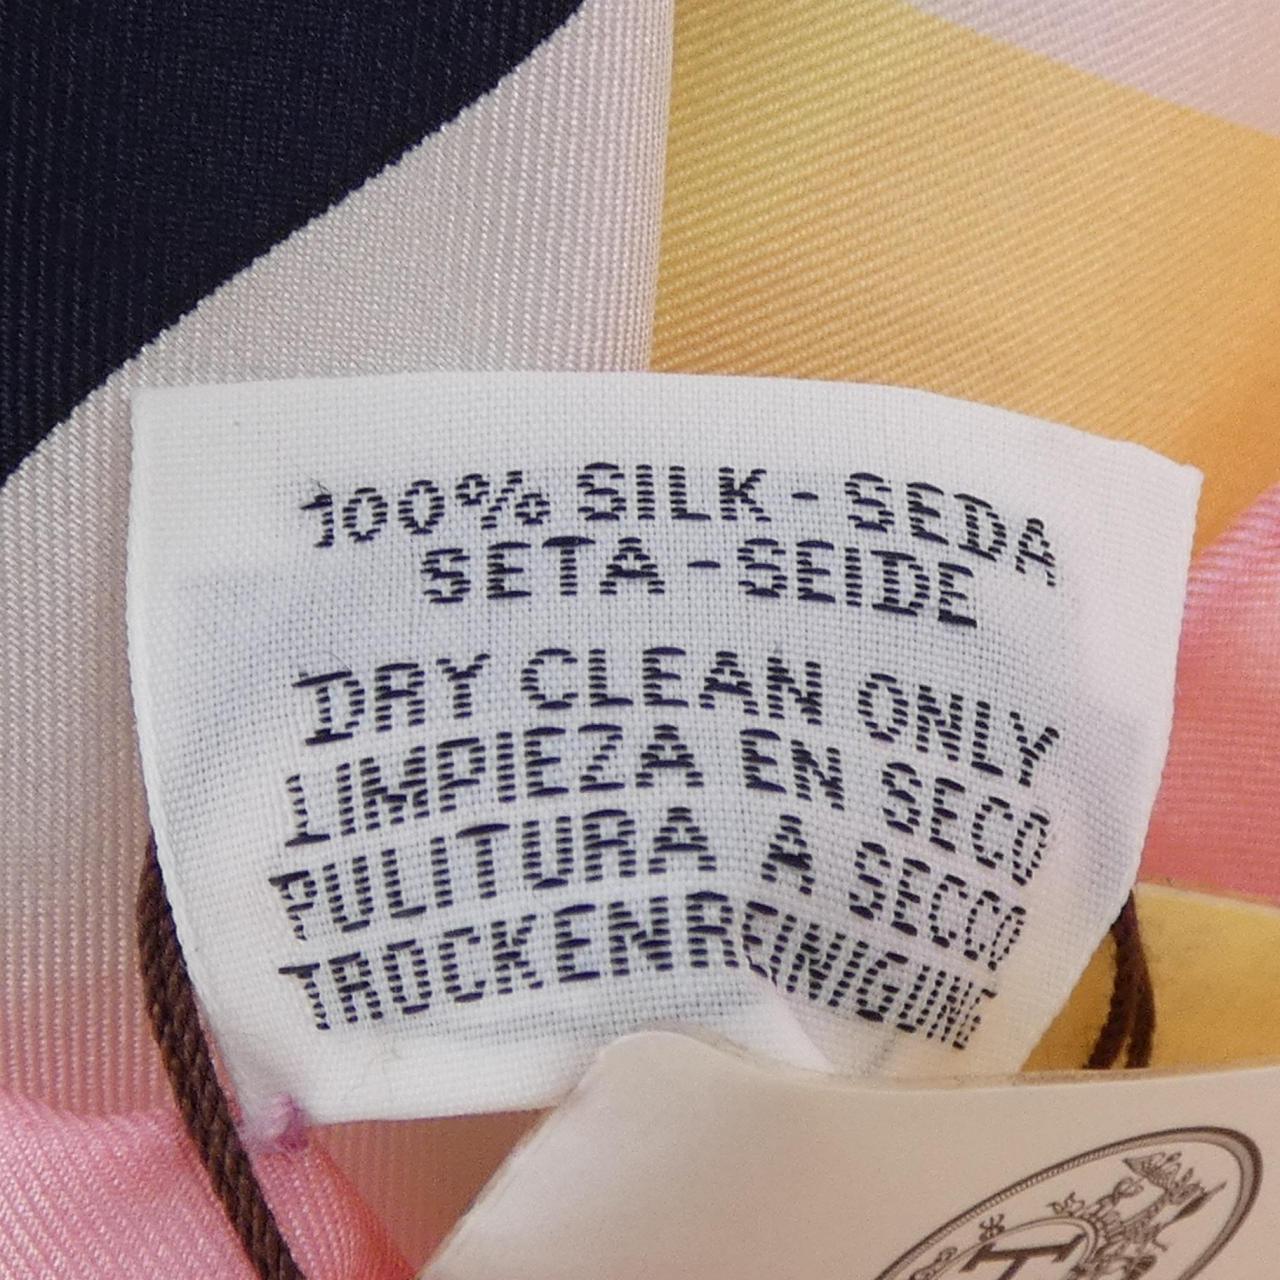 100% SILK - SEDA
SETA - SEIDE
DRY CLEAN ONLY
LIMPIEZA EN SECO
PULITURA A SECCO
TROCKENREINIGUNG